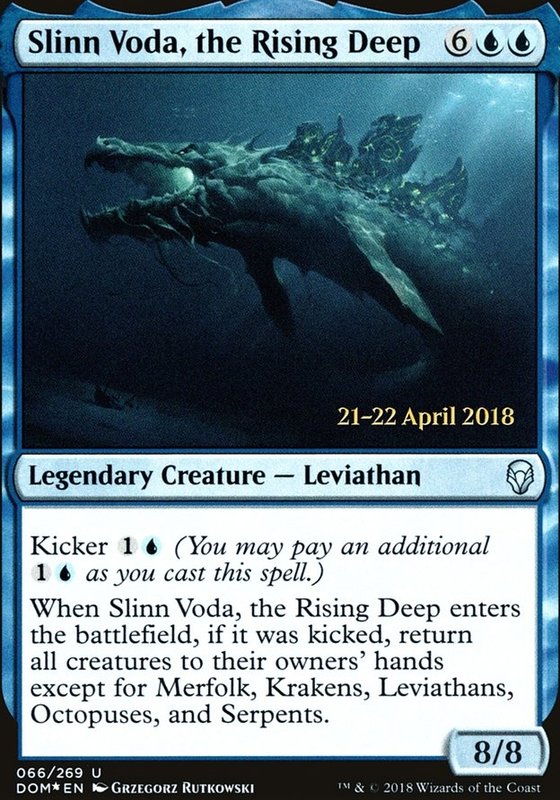 Slinn Voda, the Rising Deep 6
21–22 April 2018
Legendary Creature — Leviathan
Kicker 1 (You may pay an additional
1 as you cast this spell.)
When Slinn Voda, the Rising Deep enters
the battlefield, if it was kicked, return
all creatures to their owners’ hands
except for Merfolk, Krakens, Leviathans,
Octopuses, and Serpents.
8/8
066/269 U
DOM★EN Grzegorz Rutkowski ™ & © 2018 Wizards of the Coast